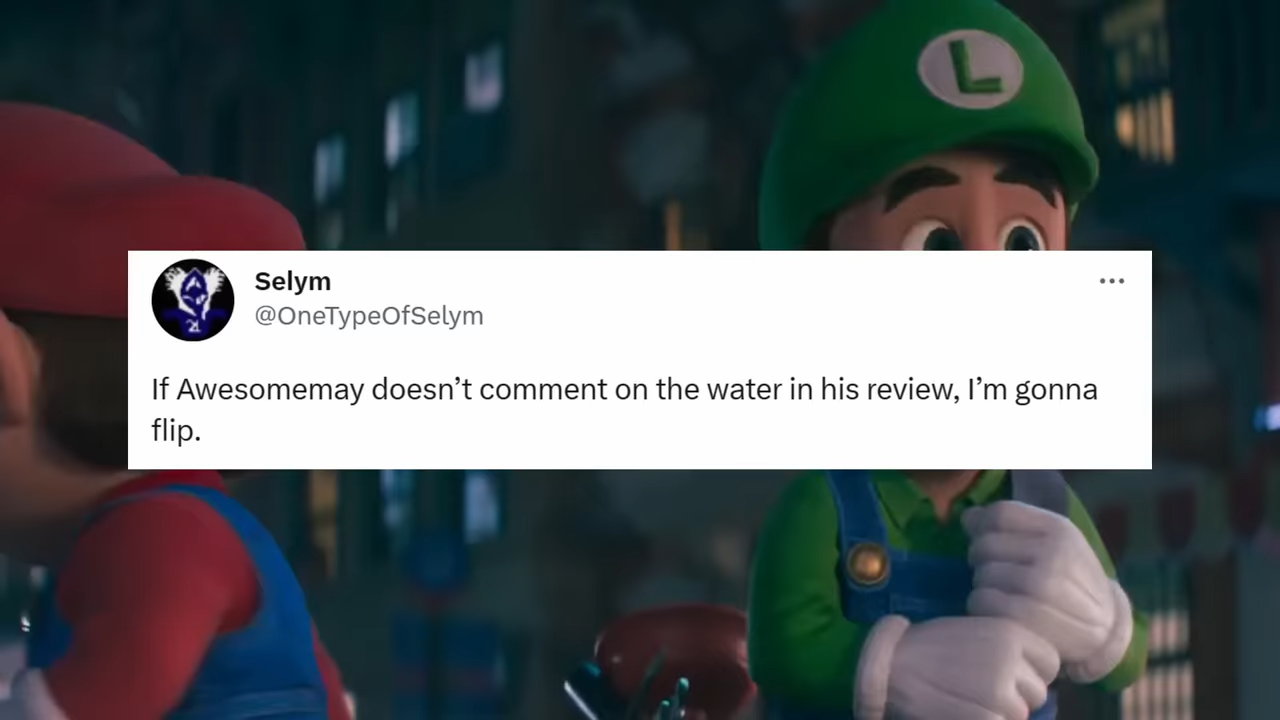 L
Selym
@OneTypeOfSelym
If Awesomemay doesn’t comment on the water in his review, I’m gonna
flip.